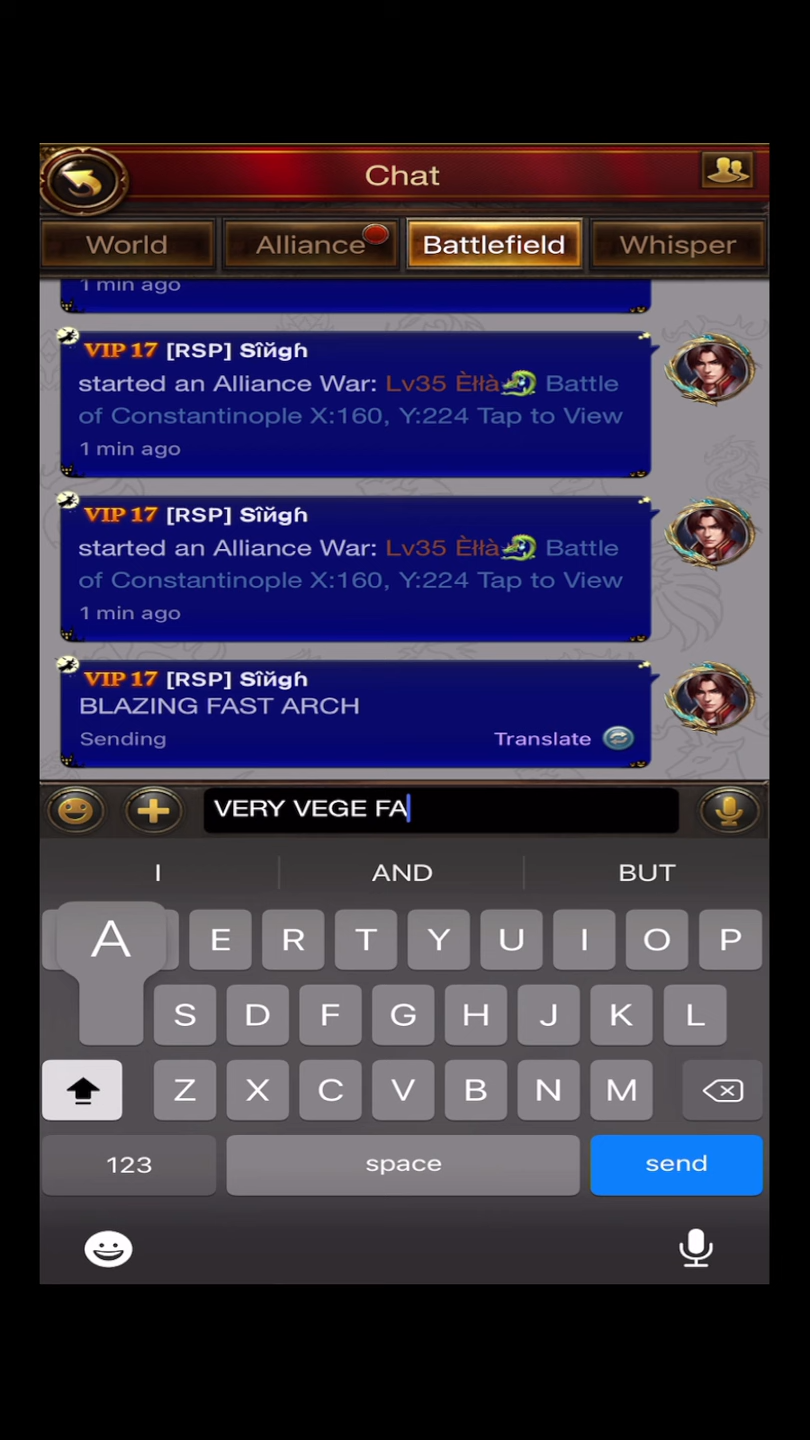 Chat
World Alliance Battlefield Whisper
1 min ago
VIP 17 [RSP] Sîйgɦ
started an Alliance War: Lv35 Èłłà🐉 Battle
of Constantinople X:160, Y:224 Tap to View
1 min ago
VIP 17 [RSP] Sîйgɦ
started an Alliance War: Lv35 Èłłà🐉 Battle
of Constantinople X:160, Y:224 Tap to View
1 min ago
VIP 17 [RSP] Sîйgɦ
BLAZING FAST ARCH
Sending Translate
VERY VEGE FA
I AND BUT
A E R T Y U I O P
S D F G H J K L
Z X C V B N M
123 space send